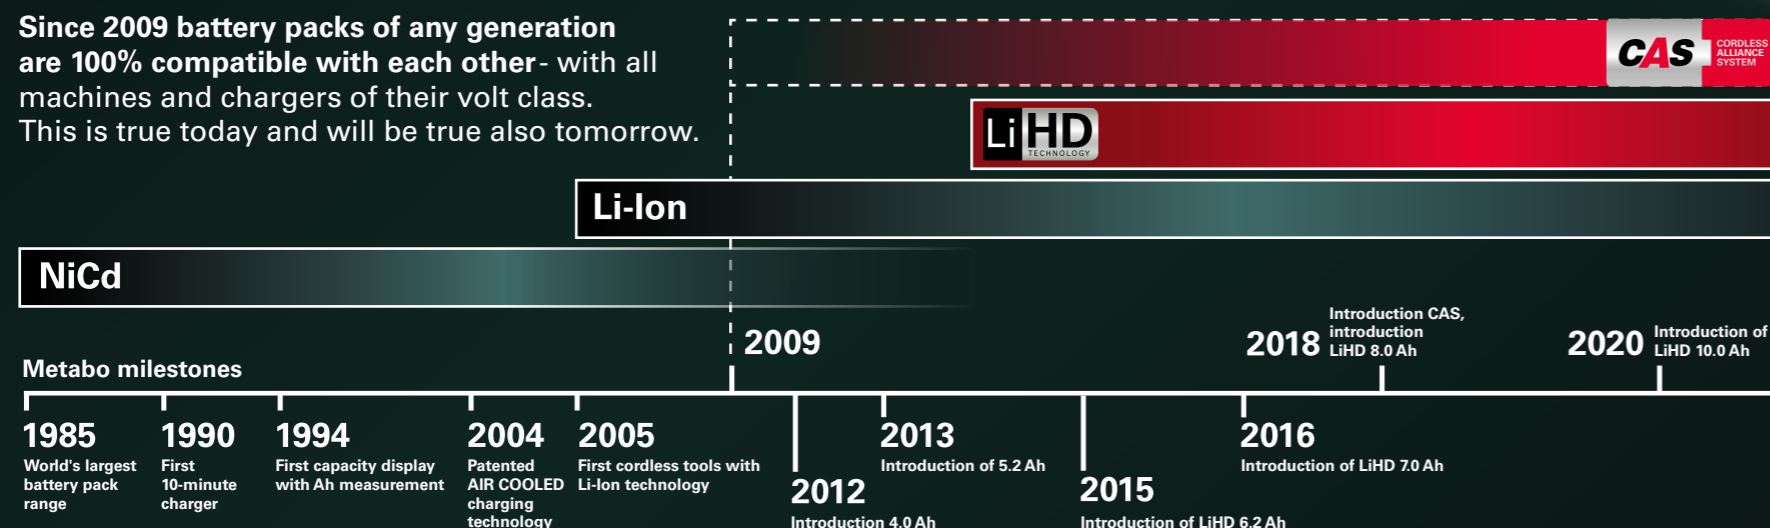 Since 2009 battery packs of any generation
are 100% compatible with each other - with all
machines and chargers of their volt class.
This is true today and will be true also tomorrow.
CAS
CORDLESS
ALLIANCE
SYSTEM
LiHD
TECHNOLOGY
Li-Ion
NiCd
Metabo milestones
2009
2018
Introduction CAS,
introduction
LiHD 8.0 Ah
2020
Introduction of
LiHD 10.0 Ah
1985
World's largest
battery pack
range
1990
First
10-minute
charger
1994
First capacity display
with Ah measurement
2004
Patented
AIR COOLED
charging
technology
2005
First cordless tools with
Li-Ion technology
2012
Introduction 4.0 Ah
2013
Introduction of 5.2 Ah
2015
Introduction of LiHD 6.2 Ah
2016
Introduction of LiHD 7.0 Ah